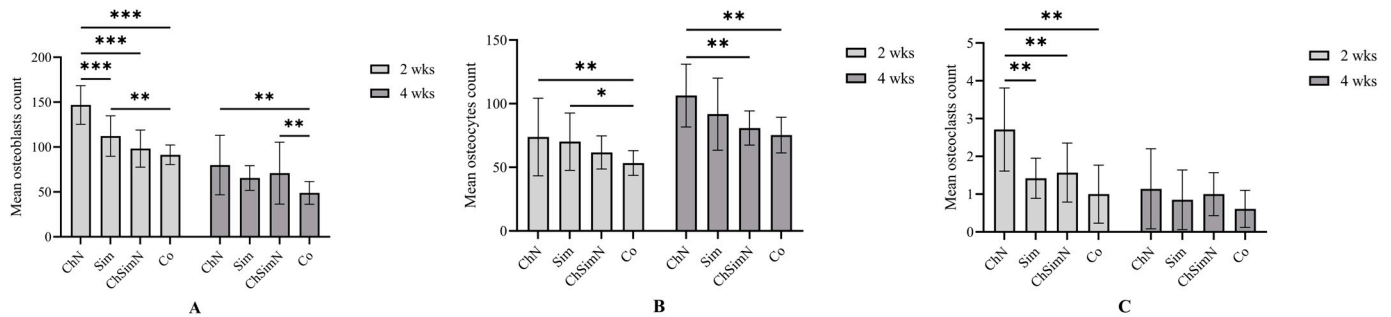 ***
***
***
**
**
**
200
150
100
50
0
Mean osteoblasts count
ChN
Sim
ChSimN
Co
ChN
Sim
ChSimN
Co
2 wks
4 wks
A
**
**
**
*
150
100
50
0
Mean osteocytes count
ChN
Sim
ChSimN
Co
ChN
Sim
ChSimN
Co
2 wks
4 wks
B
**
**
**
5
4
3
2
1
0
Mean osteoclasts count
ChN
Sim
ChSimN
Co
ChN
Sim
ChSimN
Co
2 wks
4 wks
C